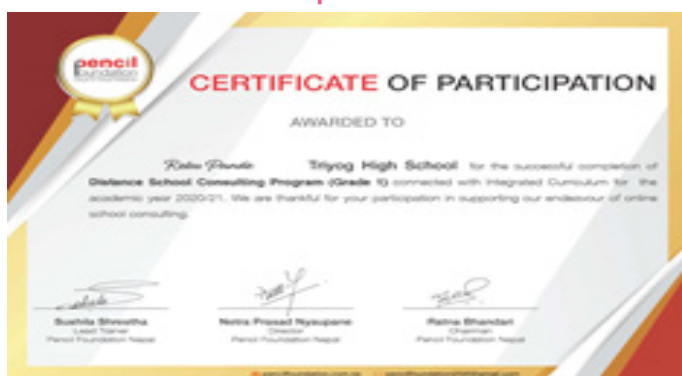 pencil
foundation
CERTIFICATE OF PARTICIPATION
AWARDED TO
Triyog High School for the successful completion of
Distance School Consulting Program (Grade 1) connected with Integrated Curriculum for the
academic year 2020/21. We are thankful for your participation in supporting our endeavour of online
school consulting.
Sushila Shrestha
Lead Trainer
Pencil Foundation Nepal
Netra Prasad Nyaupane
Director
Pencil Foundation Nepal
Ratna Bhandari
Chairman
Pencil Foundation Nepal